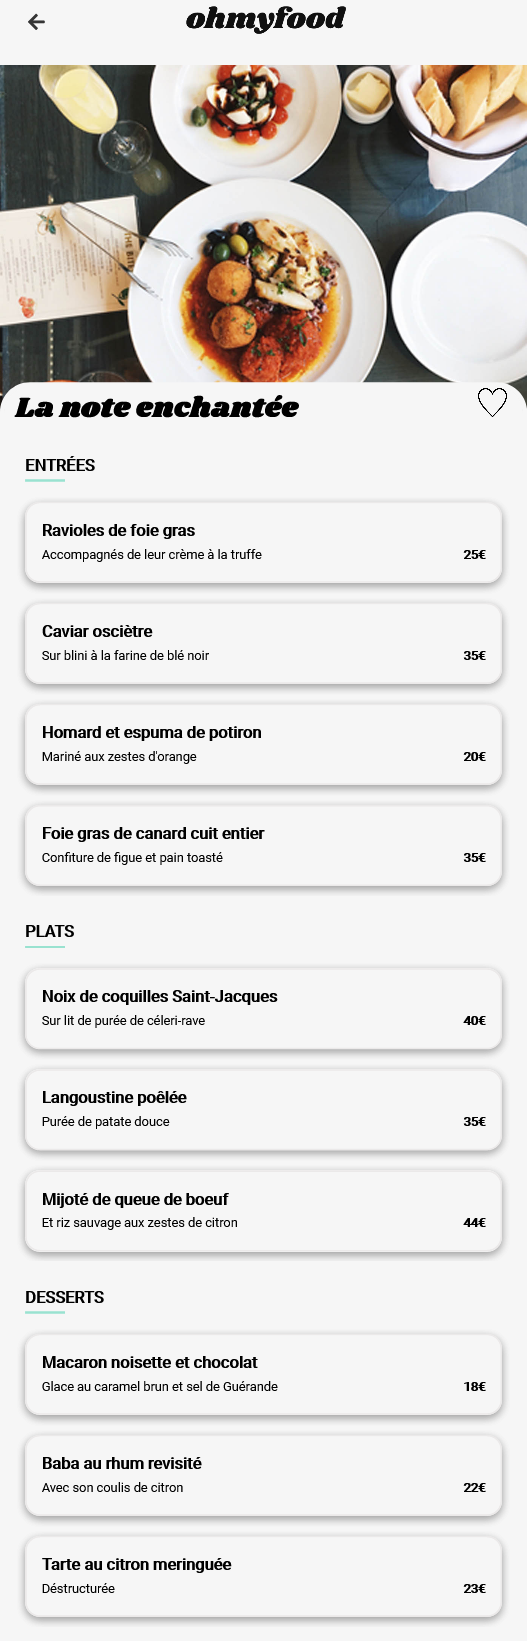 ohmyfood
THE BITE
La note enchantée
ENTRÉES
Ravioles de foie gras
Accompagnés de leur crème à la truffe
25€
Caviar osciètre
Sur blini à la farine de blé noir
35€
Homard et espuma de potiron
Mariné aux zestes d'orange
20€
Foie gras de canard cuit entier
Confiture de figue et pain toasté
35€
PLATS
Noix de coquilles Saint-Jacques
Sur lit de purée de céleri-rave
40€
Langoustine poêlée
Purée de patate douce
35€
Mijoté de queue de boeuf
Et riz sauvage aux zestes de citron
44€
DESSERTS
Macaron noisette et chocolat
Glace au caramel brun et sel de Guérande
18€
Baba au rhum revisité
Avec son coulis de citron
22€
Tarte au citron meringuée
Déstructurée
23€